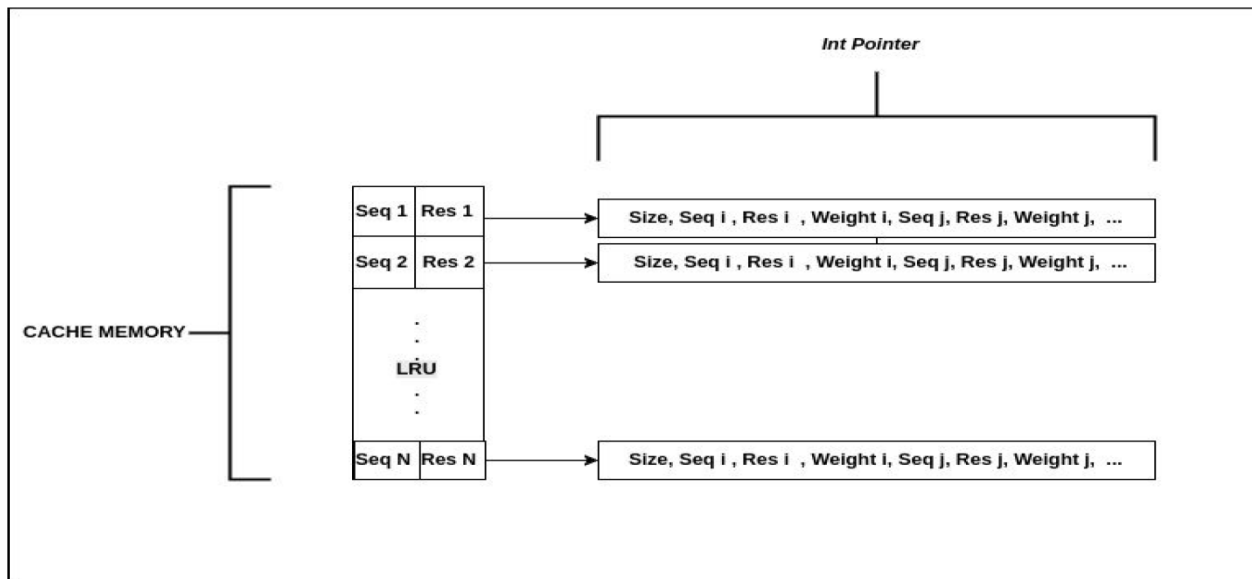 Int Pointer
Seq 1 Res 1 Size, Seq i , Res i  , Weight i, Seq j, Res j, Weight j,  ...
Seq 2 Res 2 Size, Seq i , Res i  , Weight i, Seq j, Res j, Weight j,  ...
CACHE MEMORY
LRU
Seq N Res N Size, Seq i , Res i  , Weight i, Seq j, Res j, Weight j,  ...